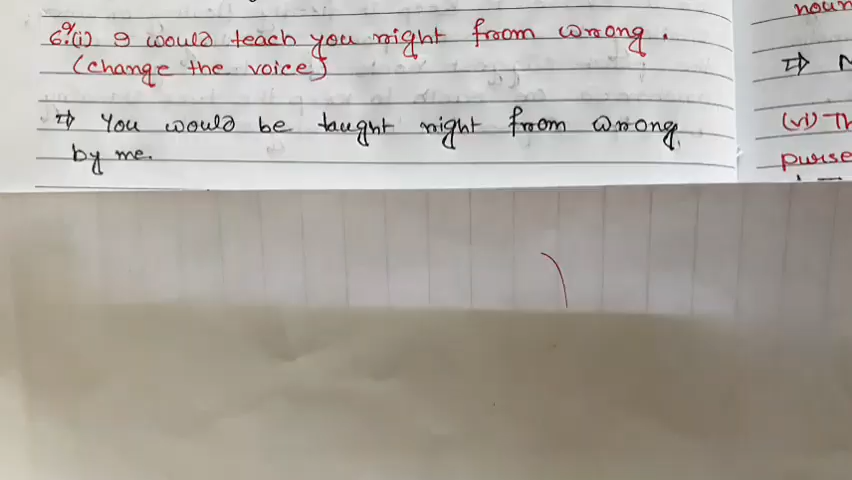 6.(i) I would teach you right from wrong.
(change the voice)
⇒ You would be taught right from wrong.
by me.
noun
⇒
(vi) Th
purse